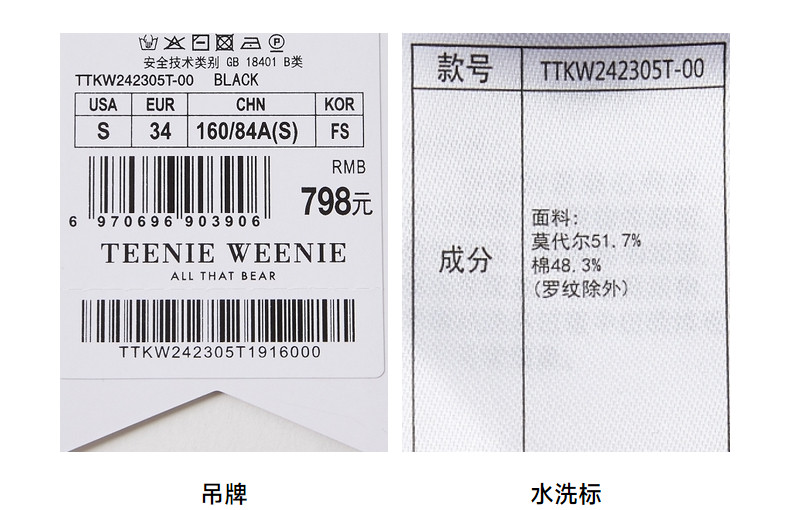 安全技术类别 GB 18401 B类
TTKW242305T-00 BLACK
USA EUR CHN KOR
S 34 160/84A(S) FS
RMB
798元
6 970696 903906
TEENIE WEENIE
ALL THAT BEAR
TTKW242305T1916000
吊牌
款号 TTKW242305T-00
成分
面料:
莫代尔51.7%
棉48.3%
(罗纹除外)
水洗标